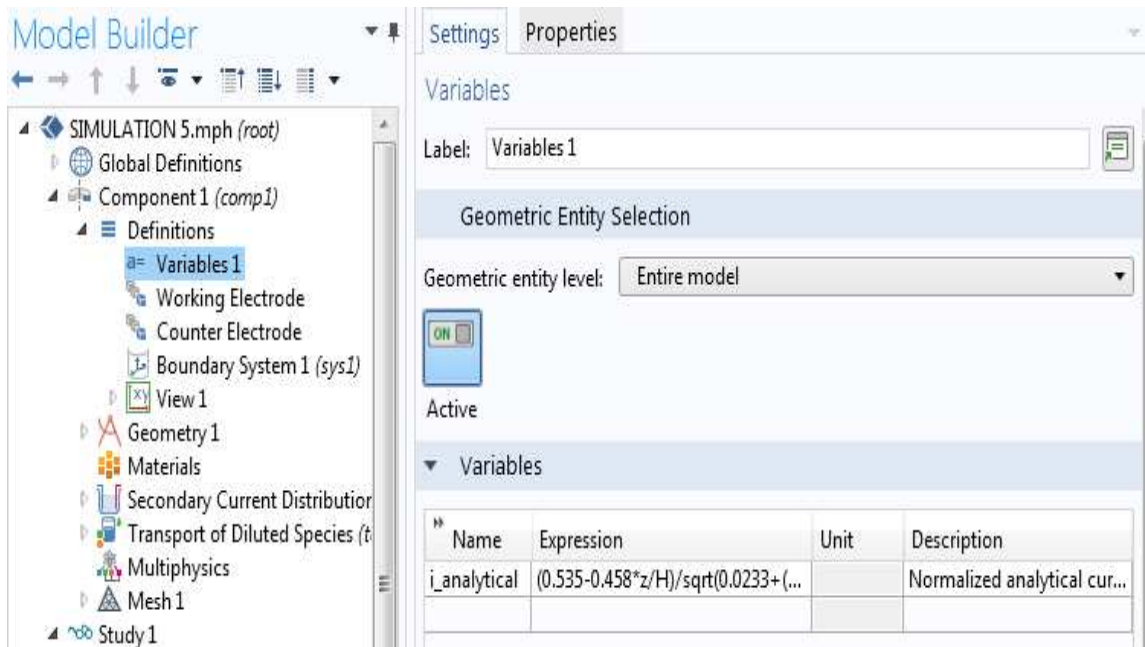 Model Builder
SIMULATION 5.mph (root)
Global Definitions
Component 1 (comp1)
Definitions
a= Variables 1
Working Electrode
Counter Electrode
Boundary System 1 (sys1)
xy View 1
Geometry 1
Materials
Secondary Current Distribution
Transport of Diluted Species (t
Multiphysics
Mesh 1
Study 1
Settings Properties
Variables
Label: Variables 1
Geometric Entity Selection
Geometric entity level: Entire model
ON
Active
Variables
Name Expression Unit Description
i_analytical (0.535-0.458*z/H)/sqrt(0.0233+(... Normalized analytical cur...